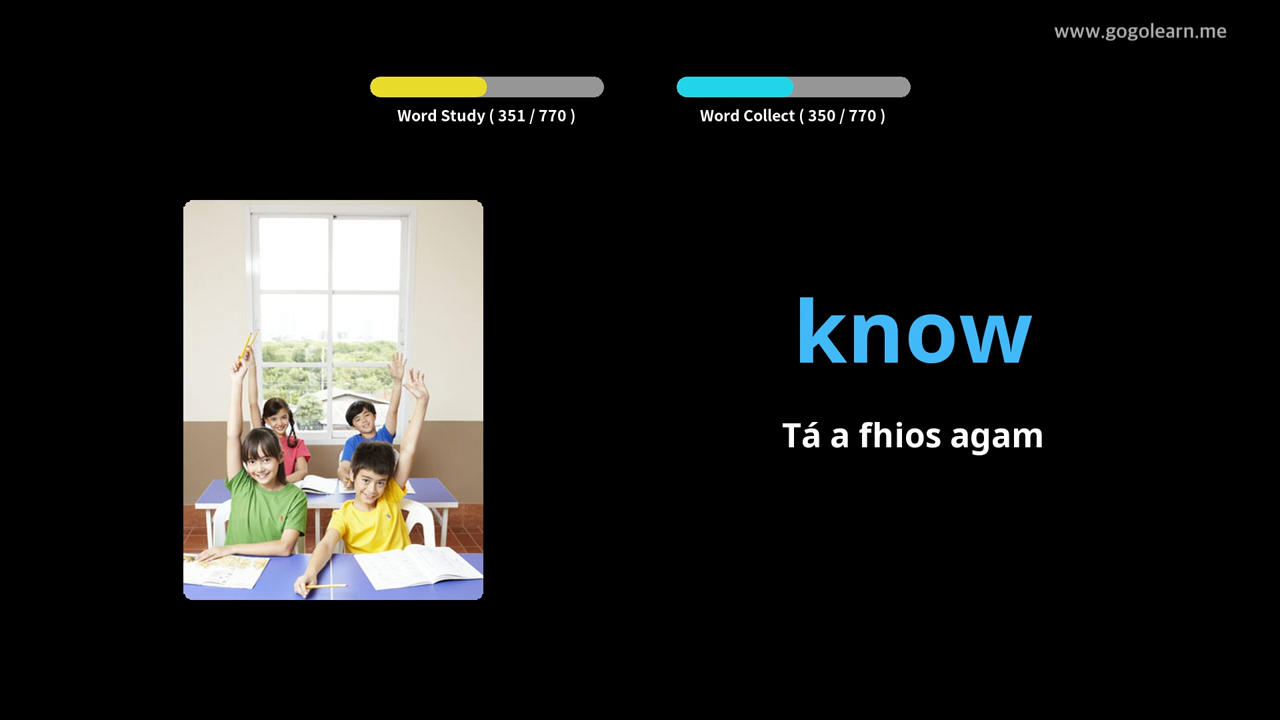 www.gogolearn.me
Word Study ( 351 / 770 )
Word Collect ( 350 / 770 )
know
Tá a fhios agam